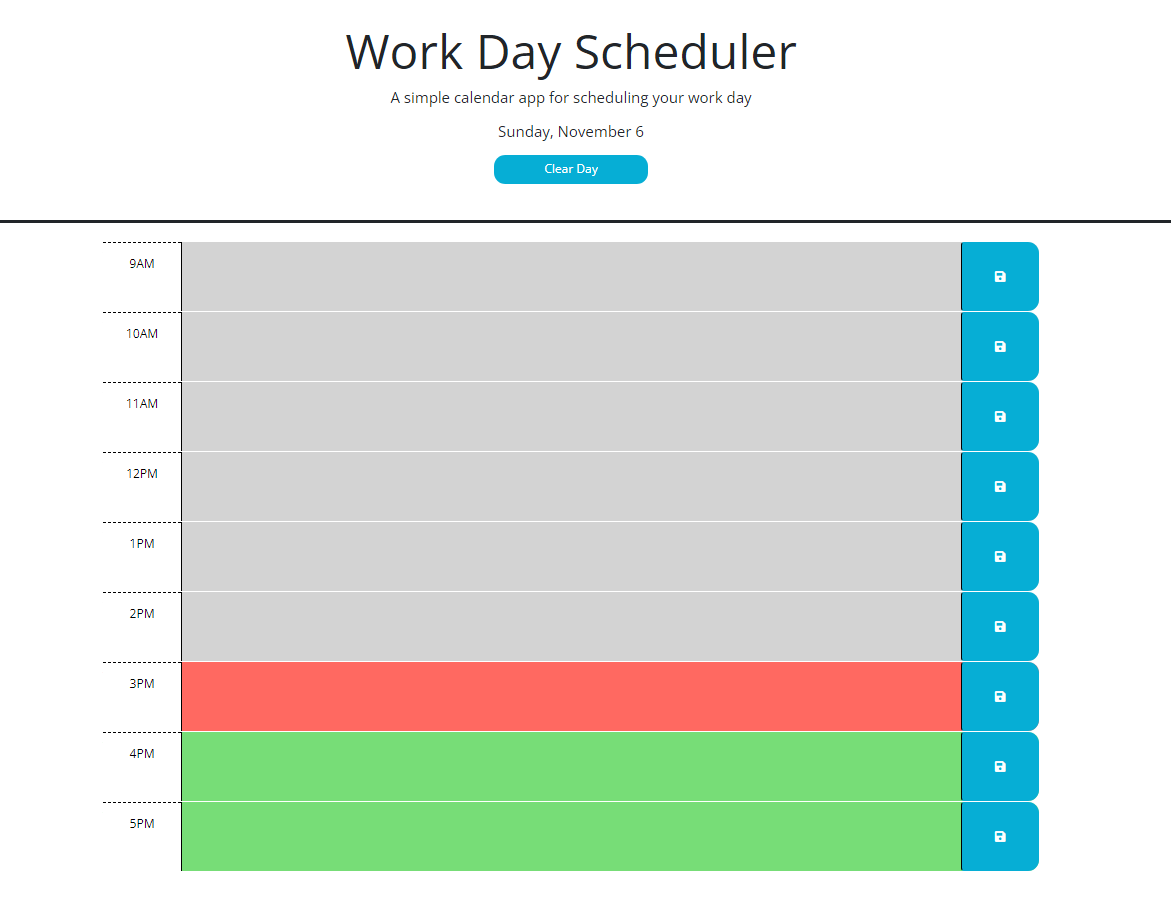 Work Day Scheduler
A simple calendar app for scheduling your work day
Sunday, November 6
Clear Day
9AM
10AM
11AM
12PM
1PM
2PM
3PM
4PM
5PM